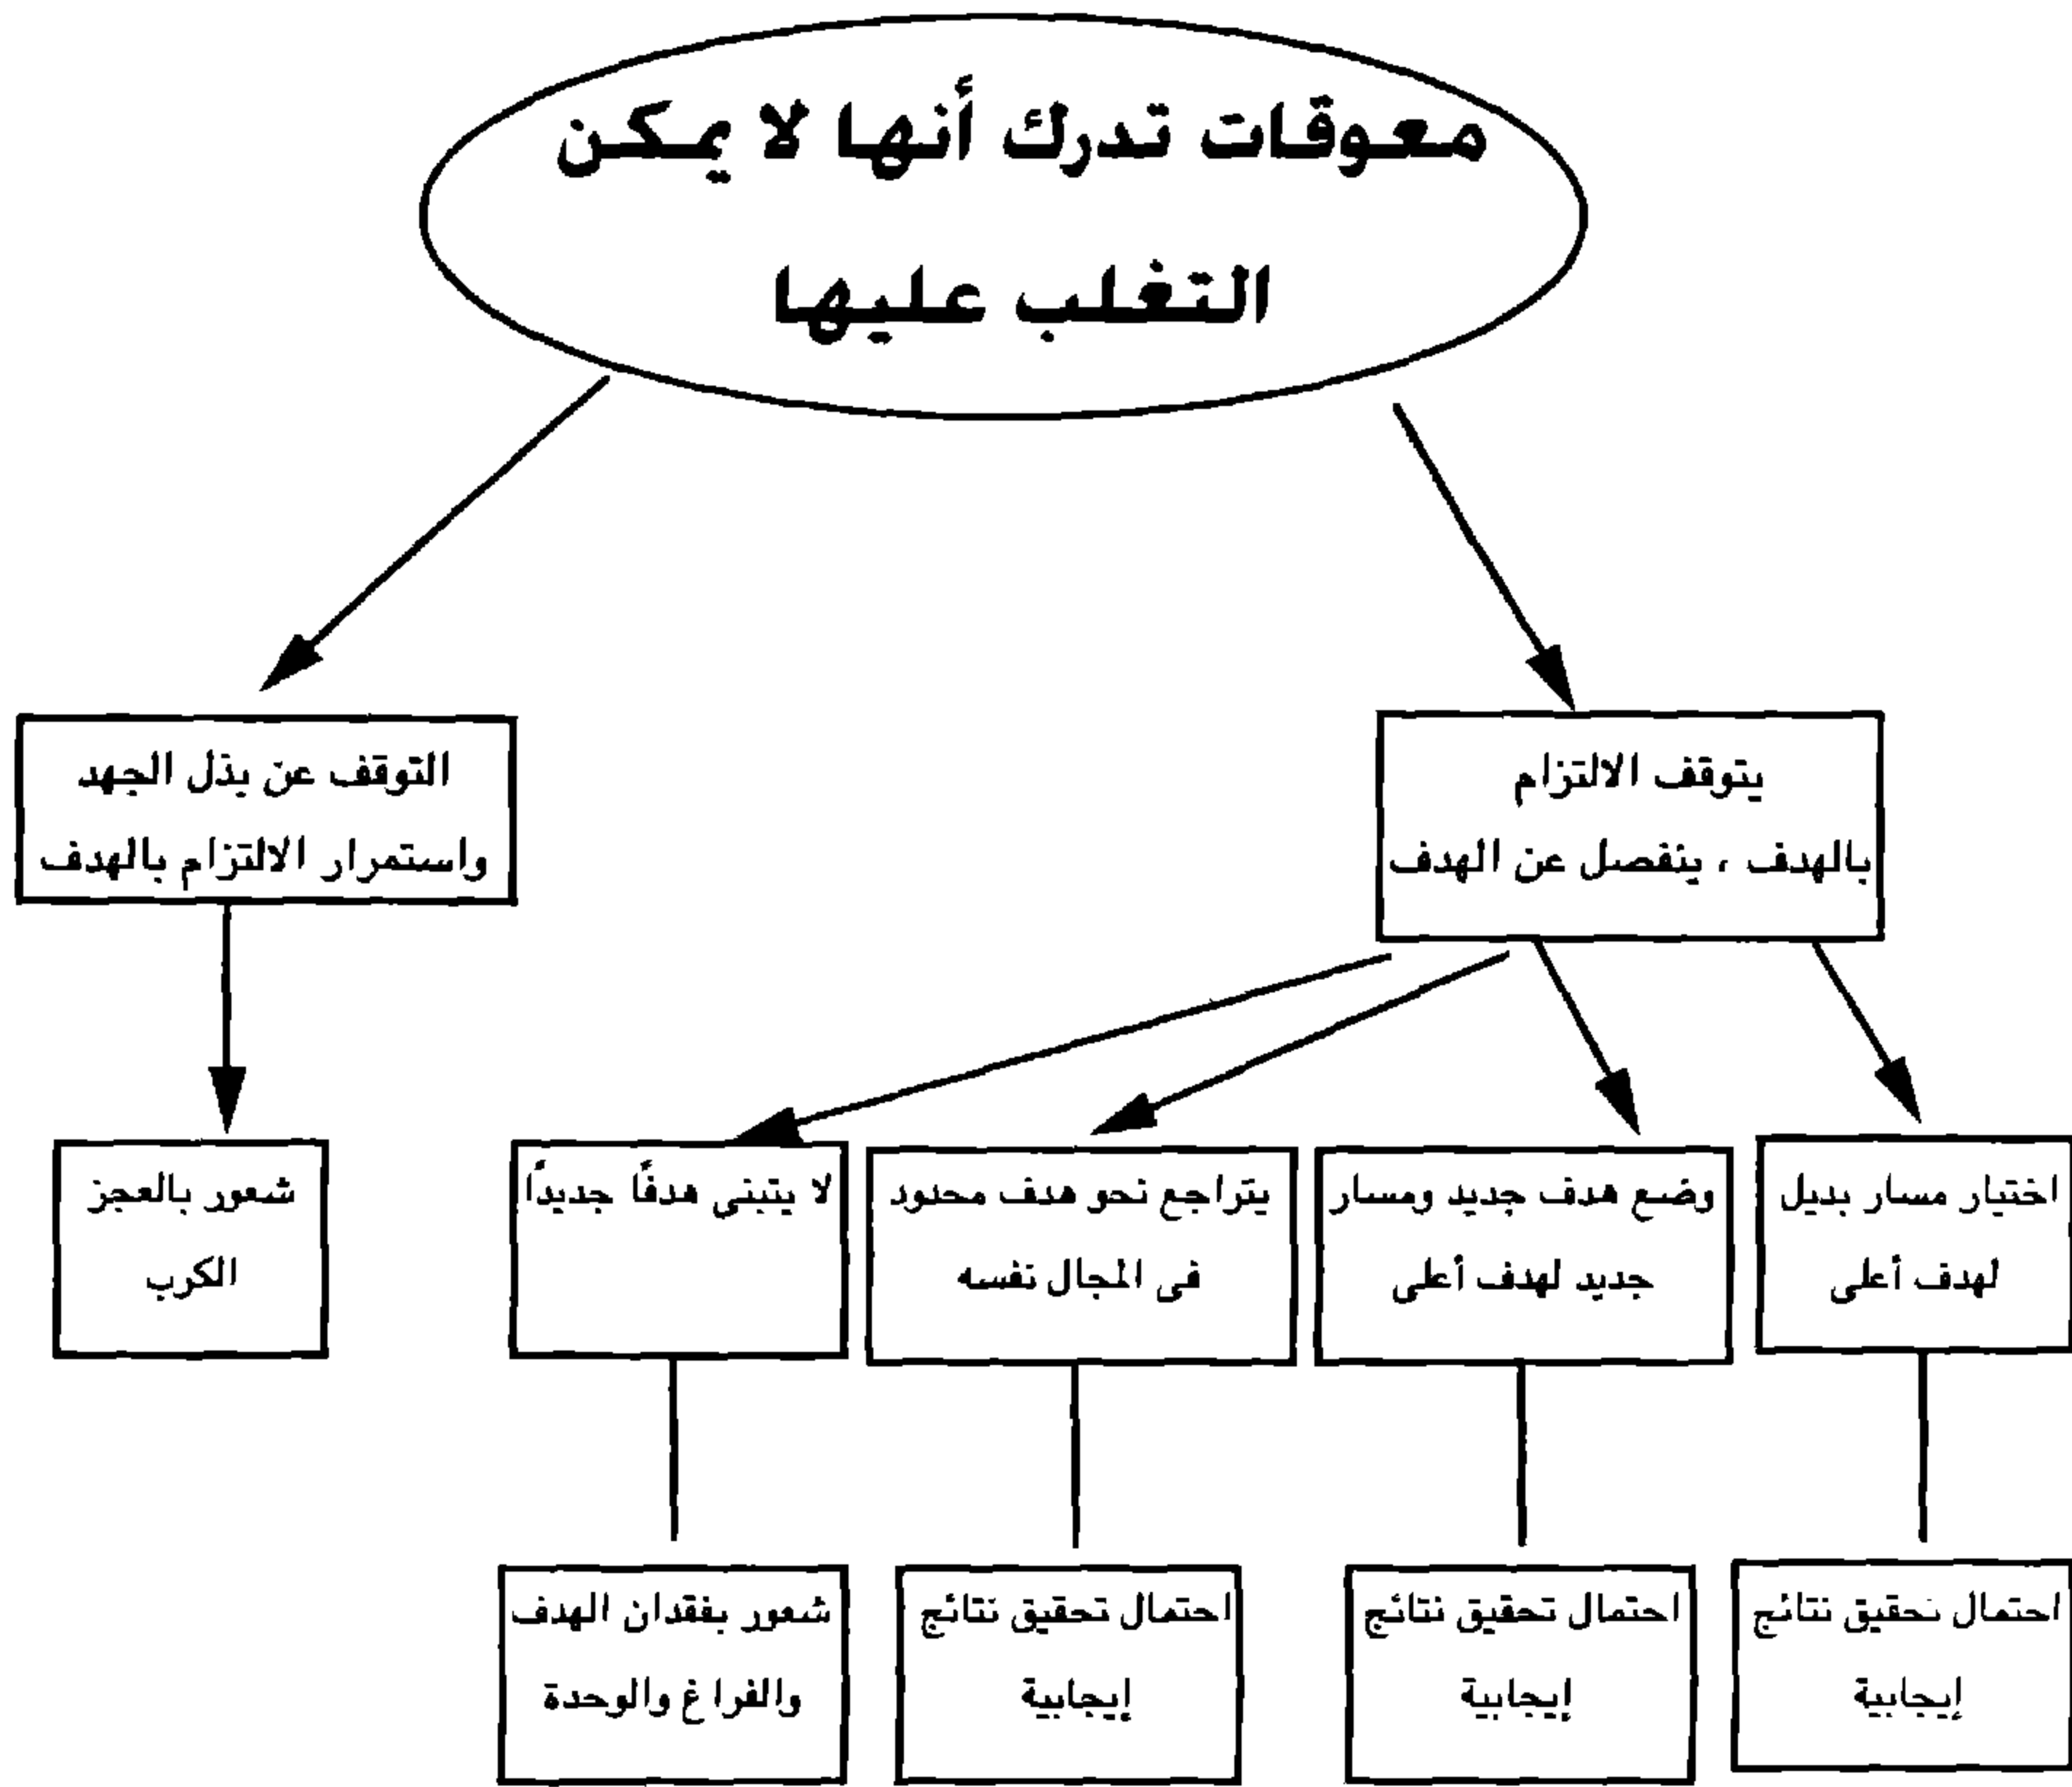 معوقات تدرك أنها لا يمكن
التغلب عليها
يتوقف الالتزام
بالهدف ، ينفصل عن الهدف
التوقف عن بذل الجهد
واستمرار الالتزام بالهدف
اختيار مسار بديل
لهدف أعلى
وضع هدف جديد ومسار
جديد لهدف أعلى
يتراجع نحو هدف محدود
فى المجال نفسه
لا يتبنى هدفًا جديدًا
شعور بالعجز
الكرب
احتمال تحقيق نتائج
إيجابية
احتمال تحقيق نتائج
إيجابية
احتمال تحقيق نتائج
إيجابية
شعور بفقدان الهدف
والفراغ والوحدة